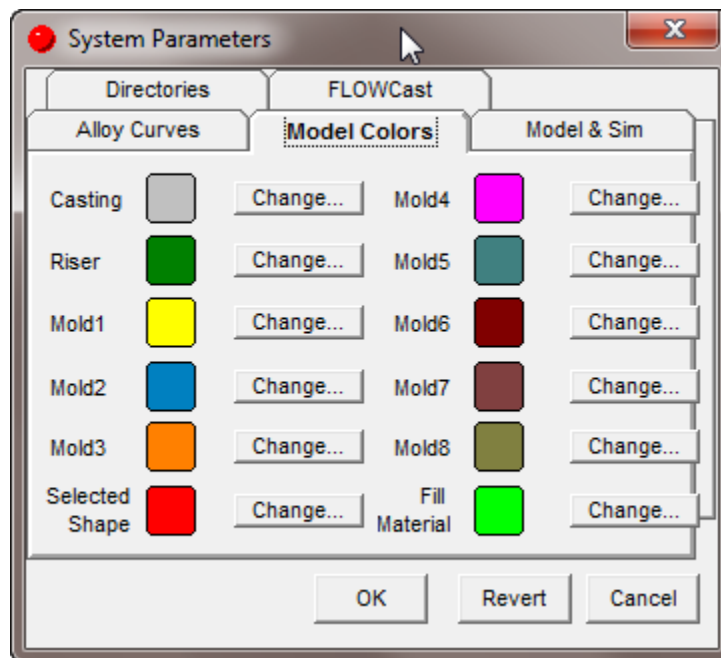 System Parameters
Directories FLOWCast
Alloy Curves Model Colors Model & Sim
Casting Change... Mold4 Change...
Riser Change... Mold5 Change...
Mold1 Change... Mold6 Change...
Mold2 Change... Mold7 Change...
Mold3 Change... Mold8 Change...
Selected Fill
Shape Change... Material Change...
OK Revert Cancel